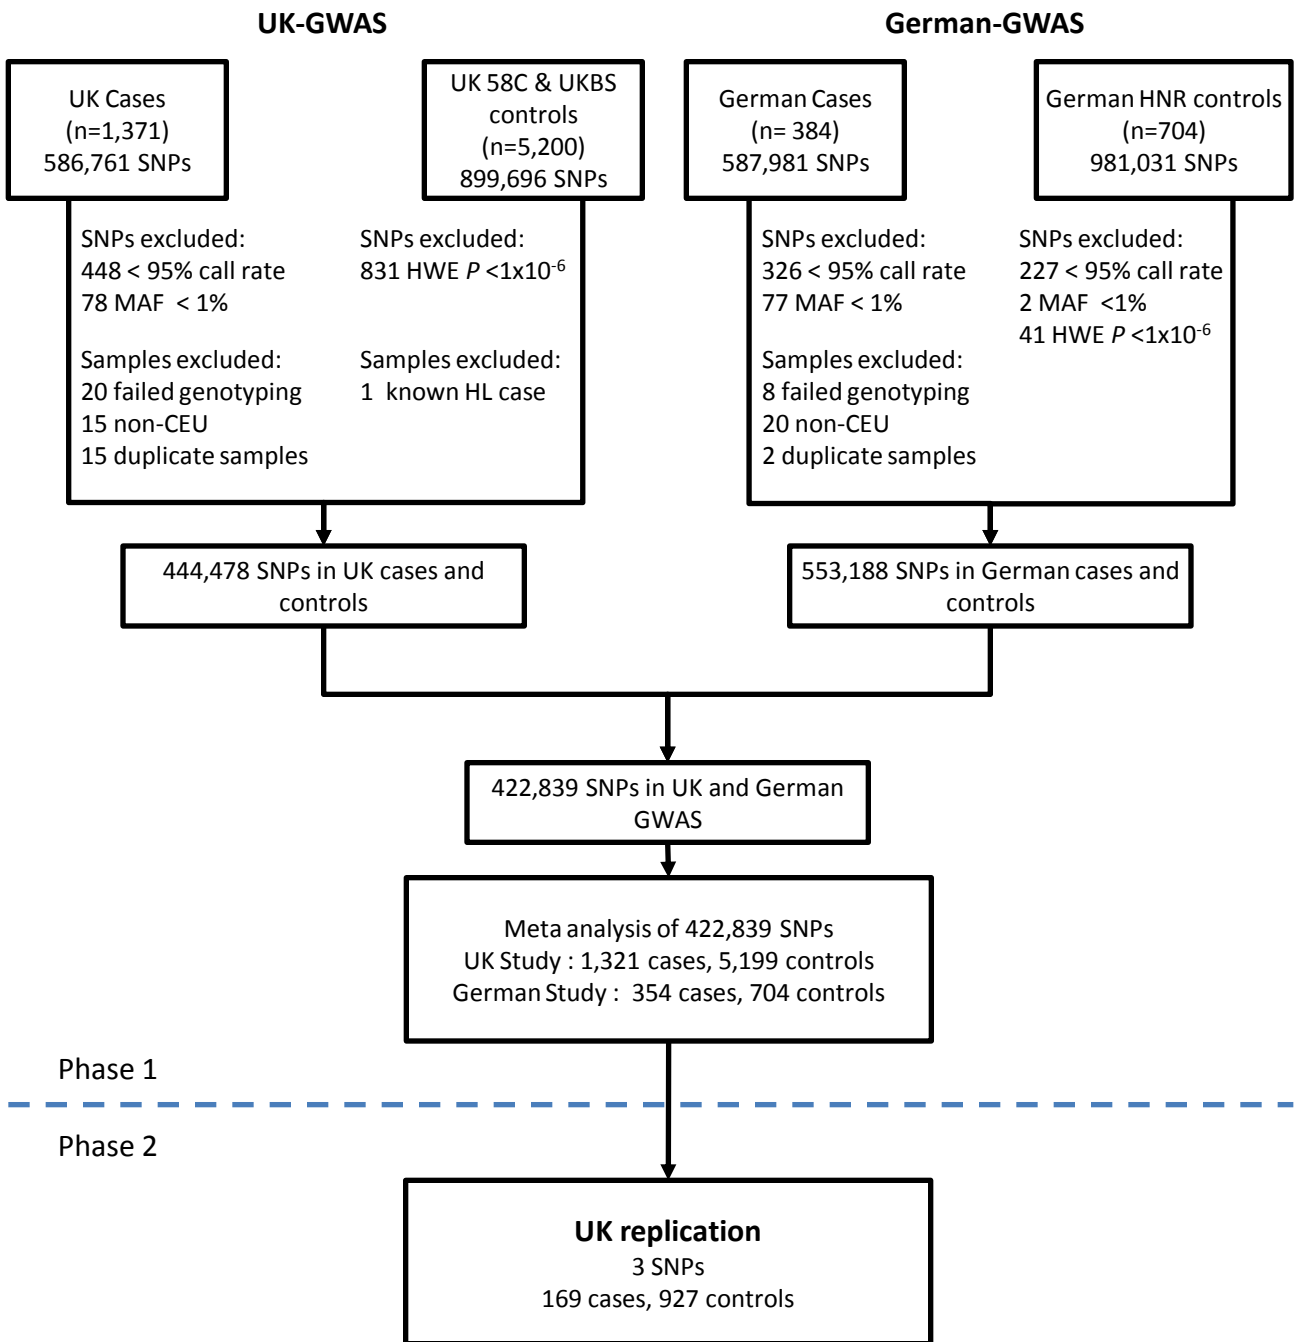 UK-GWAS
German-GWAS
UK Cases
(n=1,371)
586,761 SNPs
UK 58C & UKBS
controls
(n=5,200)
899,696 SNPs
German Cases
(n= 384)
587,981 SNPs
German HNR controls
(n=704)
981,031 SNPs
SNPs excluded:
448 < 95% call rate
78 MAF < 1%
Samples excluded:
20 failed genotyping
15 non-CEU
15 duplicate samples
SNPs excluded:
831 HWE P <1x10⁻⁶
Samples excluded:
1 known HL case
SNPs excluded:
326 < 95% call rate
77 MAF < 1%
Samples excluded:
8 failed genotyping
20 non-CEU
2 duplicate samples
SNPs excluded:
227 < 95% call rate
2 MAF <1%
41 HWE P <1x10⁻⁶
444,478 SNPs in UK cases and
controls
553,188 SNPs in German cases and
controls
422,839 SNPs in UK and German
GWAS
Meta analysis of 422,839 SNPs
UK Study : 1,321 cases, 5,199 controls
German Study : 354 cases, 704 controls
Phase 1
Phase 2
UK replication
3 SNPs
169 cases, 927 controls